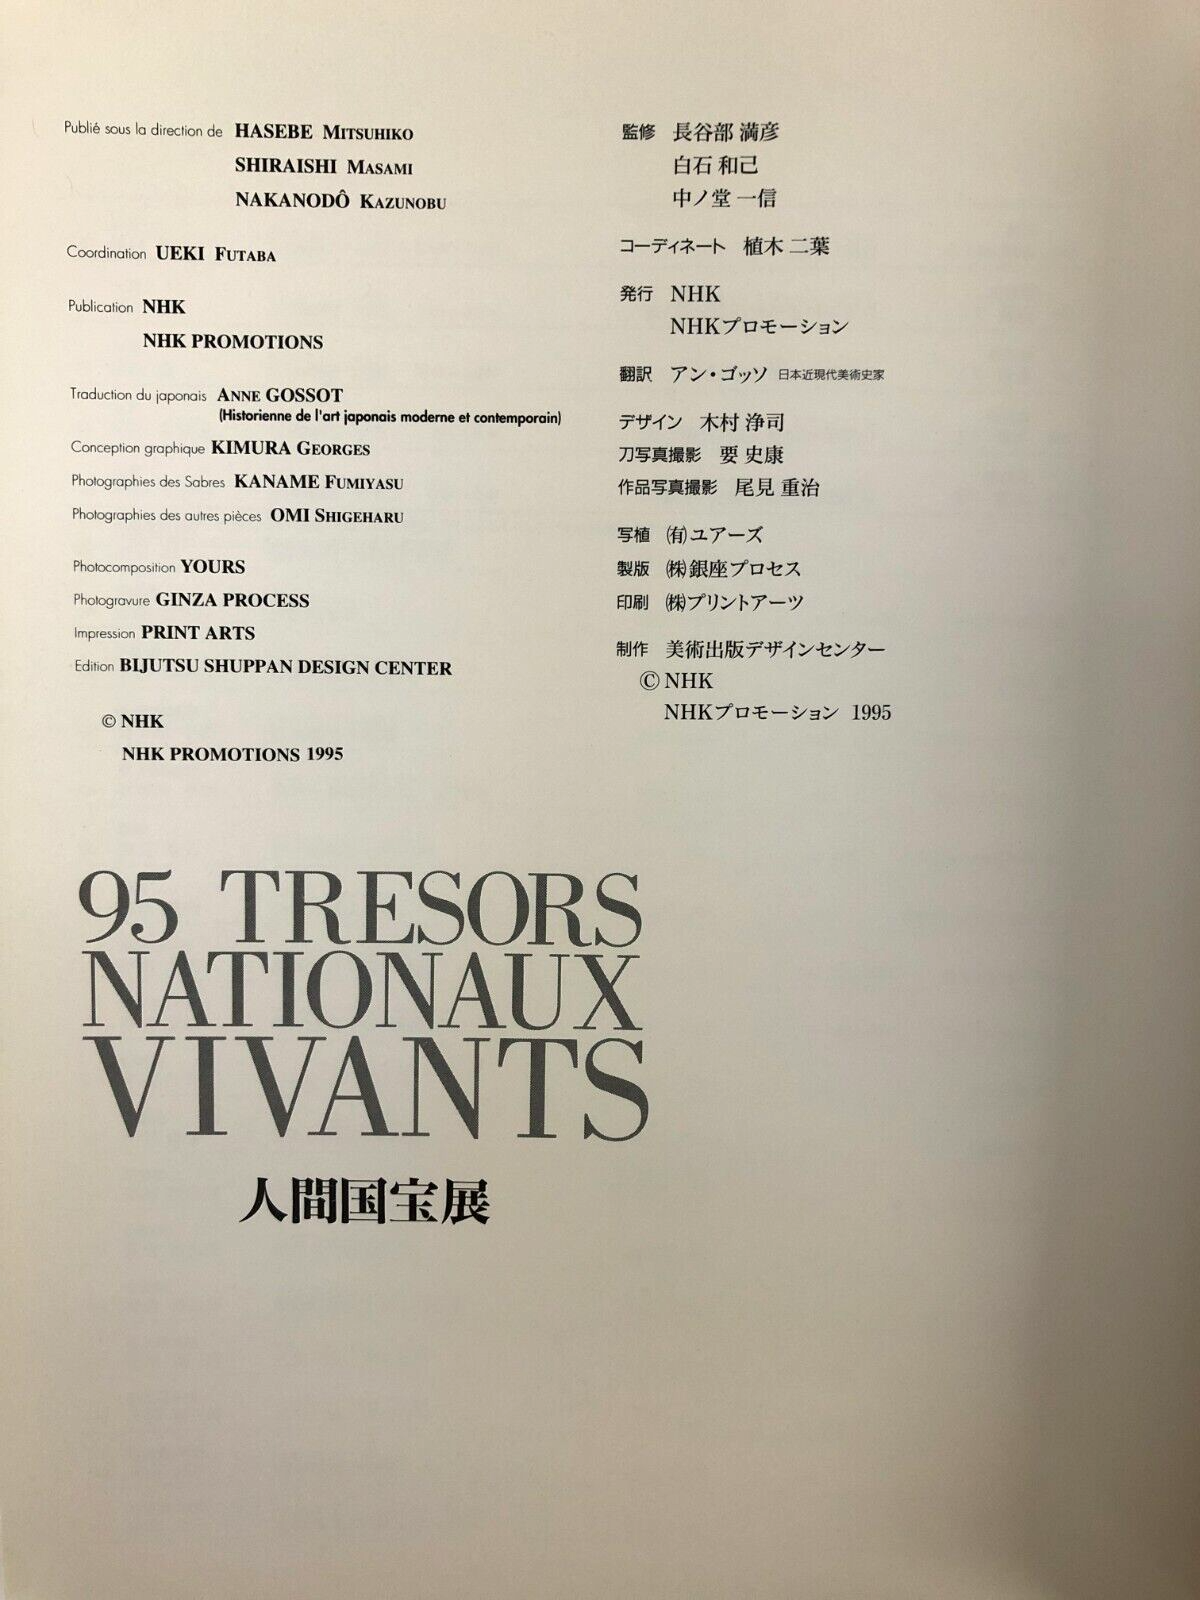 Publié sous la direction de HASEBE MITSUHIKO
SHIRAISHI MASAMI
NAKANODÔ KAZUNOBU
Coordination UEKI FUTABA
Publication NHK
NHK PROMOTIONS
Traduction du japonais ANNE GOSSOT
(Historienne de l'art japonais moderne et contemporain)
Conception graphique KIMURA GEORGES
Photographies des Sabres KANAME FUMIYASU
Photographies des autres pièces OMI SHIGEHARU
Photocomposition YOURS
Photogravure GINZA PROCESS
Impression PRINT ARTS
Edition BIJUTSU SHUPPAN DESIGN CENTER
© NHK
NHK PROMOTIONS 1995
監修 長谷部 満彦
白石 和己
中ノ堂 一信
コーディネート 植木 二葉
発行 NHK
NHKプロモーション
翻訳 アン・ゴッソ 日本近現代美術史家
デザイン 木村 浄司
刀写真撮影 要 史康
作品写真撮影 尾見 重治
写植 ㈲ユアーズ
製版 ㈱銀座プロセス
印刷 ㈱プリントアーツ
制作 美術出版デザインセンター
© NHK
NHKプロモーション 1995
95 TRESORS
NATIONAUX
VIVANTS
人間国宝展